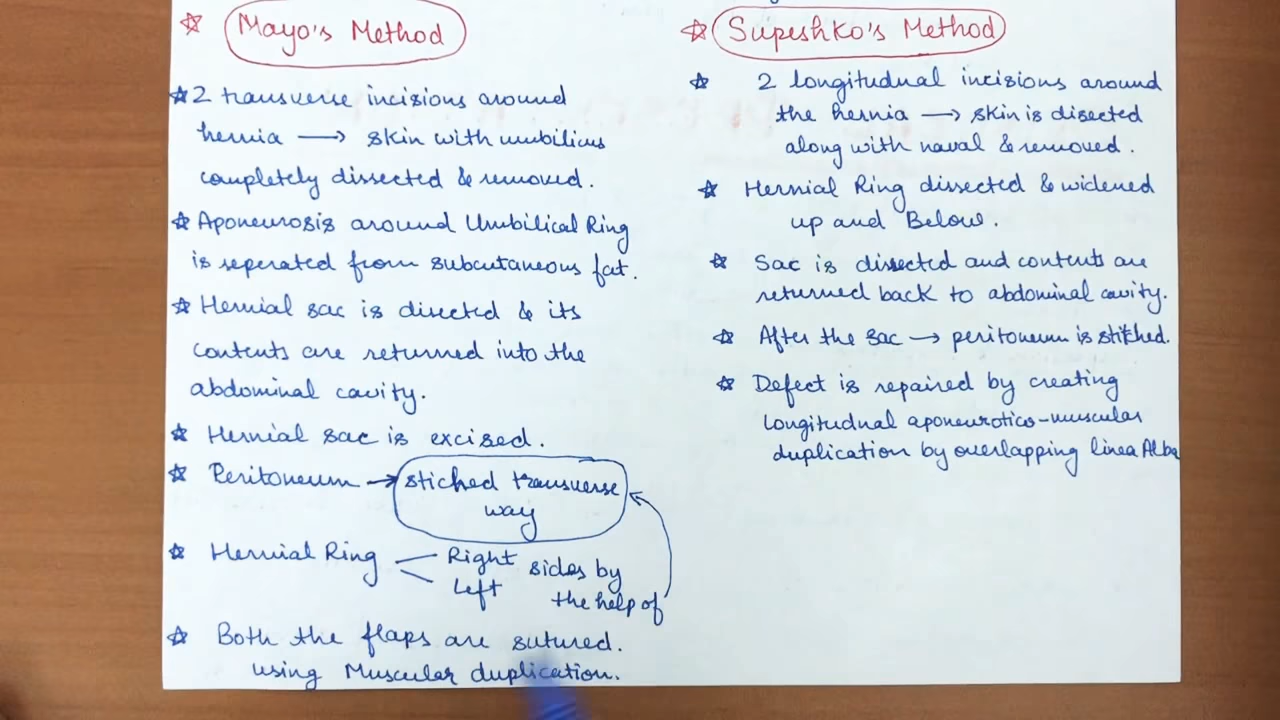 ☆ Mayo's Method
☆ 2 transverse incisions around
hernia → skin with umbilicus
completely dissected & removed.
☆ Aponeurosis around Umbilical Ring
is seperated from subcutaneous fat.
☆ Hernial sac is disected & its
contents are returned into the
abdominal cavity.
☆ Hernial sac is excised.
☆ Peritoneum → stiched transverse
way
☆ Hernial Ring Right sides by
Left the help of
☆ Both the flaps are sutured.
using Muscular duplication.
☆ Supeshko's Method
☆ 2 longitudual incisions around
the hernia → skin is disected
along with naval & removed.
☆ Hernial Ring dissected & widened
up and Below.
☆ Sac is dissected and contents are
returned back to abdominal cavity.
☆ After the sac → peritoneum is stitched.
☆ Defect is repaired by creating
longitudual aponeurotico-muscular
duplication by overlapping linea Alba